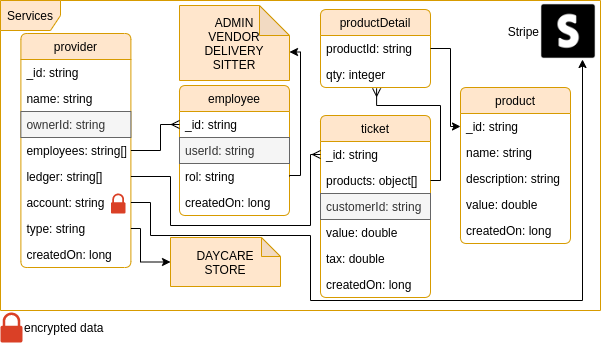 Services
provider
_id: string
name: string
ownerId: string
employees: string[]
ledger: string[]
account: string
type: string
createdOn: long
ADMIN
VENDOR
DELIVERY
SITTER
employee
_id: string
userId: string
rol: string
createdOn: long
DAYCARE
STORE
productDetail
productId: string
qty: integer
ticket
_id: string
products: object[]
customerId: string
value: double
tax: double
createdOn: long
Stripe
S
product
_id: string
name: string
description: string
value: double
createdOn: long
encrypted data